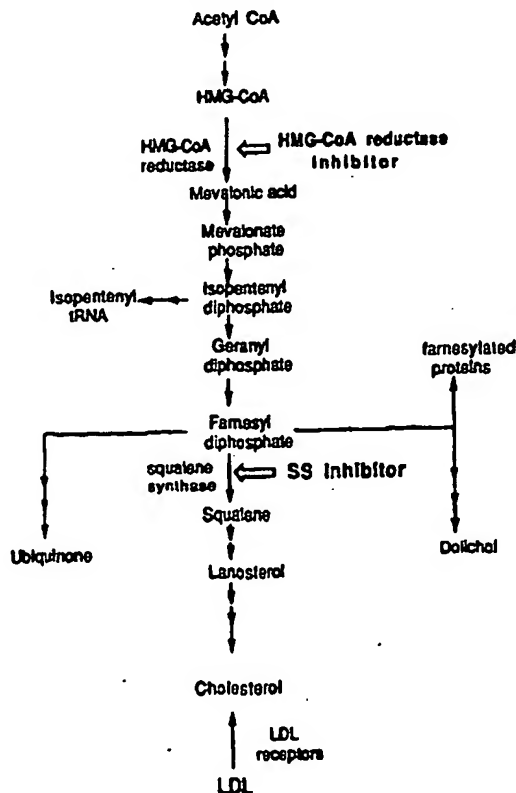 Acetyl CoA
HMG-CoA
HMG-CoA
reductase
HMG-CoA reductase
Inhibitor
Mevalonic acid
Mevalonate
phosphate
Isopentenyl
tRNA
Isopentenyl
diphosphate
Geranyl
diphosphate
farnesylated
proteins
Farnesyl
diphosphate
squalene
synthase
SS Inhibitor
Squalene
Ubiquinone
Dolichol
Lanosterol
Cholesterol
LDL
receptors
LDL